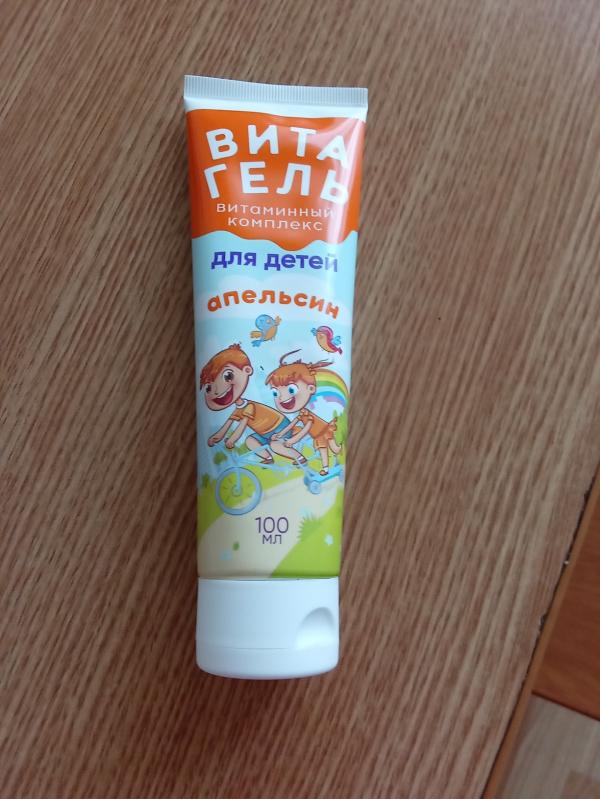 ВИТА
ГЕЛЬ
витаминный
комплекс
для детей
апельсин
100
мл